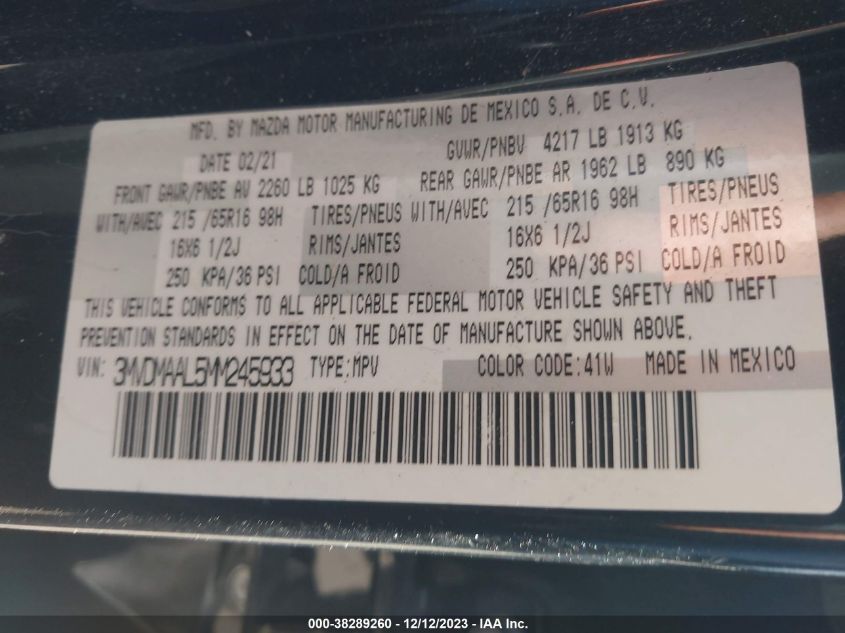 MFD. BY MAZDA MOTOR MANUFACTURING DE MEXICO S.A. DE C.V.
DATE 02/21 GVWR/PNBV 4217 LB 1913 KG
FRONT GAWR/PNBE AV 2260 LB 1025 KG REAR GAWR/PNBE AR 1962 LB 890 KG
WITH/AVEC 215 /65R16 98H TIRES/PNEUS WITH/AVEC 215 /65R16 98H TIRES/PNEUS
16X6 1/2J RIMS/JANTES 16X6 1/2J RIMS/JANTES
250 KPA/36 PSI COLD/A FROID 250 KPA/36 PSI COLD/A FROID
THIS VEHICLE CONFORMS TO ALL APPLICABLE FEDERAL MOTOR VEHICLE SAFETY AND THEFT
PREVENTION STANDARDS IN EFFECT ON THE DATE OF MANUFACTURE SHOWN ABOVE.
VIN: 3MVDMAAL5MM245933 TYPE:MPV COLOR CODE:41W MADE IN MEXICO
000-38289260 - 12/12/2023 - IAA Inc.